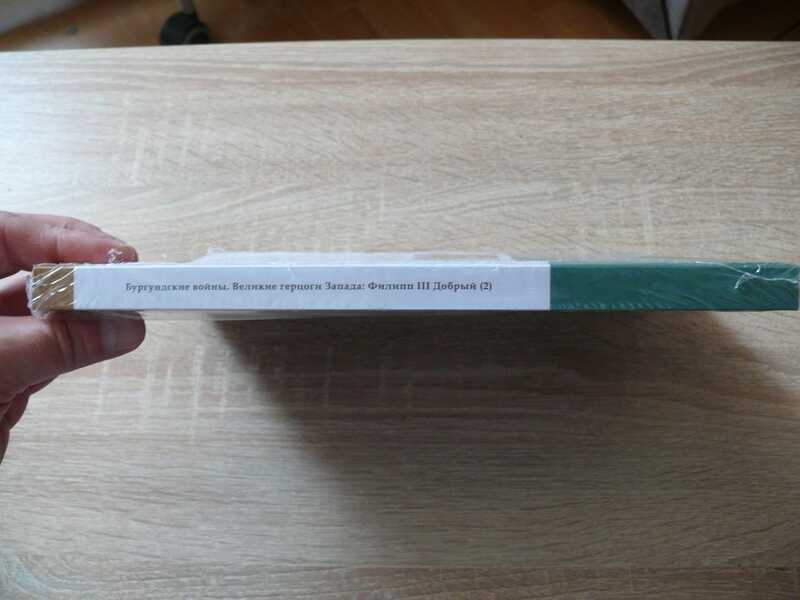 Бургундские войны. Великие герцоги Запада: Филипп III Добрый (2)